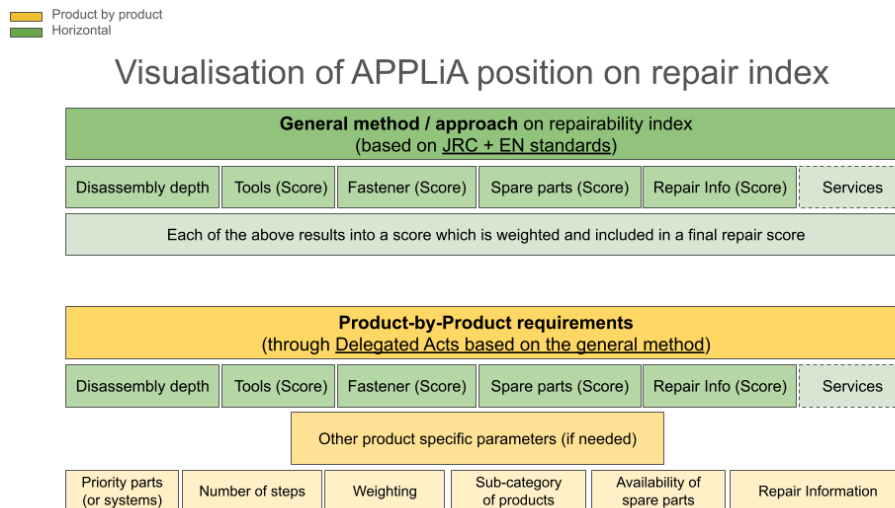 Product by product
Horizontal
Visualisation of APPLiA position on repair index
General method / approach on repairability index
(based on JRC + EN standards)
Disassembly depth
Tools (Score)
Fastener (Score)
Spare parts (Score)
Repair Info (Score)
Services
Each of the above results into a score which is weighted and included in a final repair score
Product-by-Product requirements
(through Delegated Acts based on the general method)
Disassembly depth
Tools (Score)
Fastener (Score)
Spare parts (Score)
Repair Info (Score)
Services
Other product specific parameters (if needed)
Priority parts
(or systems)
Number of steps
Weighting
Sub-category
of products
Availability of
spare parts
Repair Information